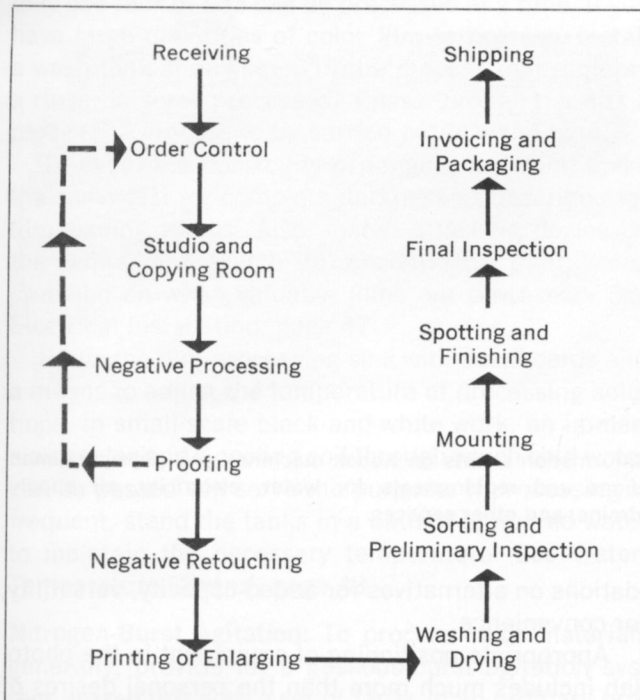 Receiving
Order Control
Studio and
Copying Room
Negative Processing
Proofing
Negative Retouching
Printing or Enlarging
Shipping
Invoicing and
Packaging
Final Inspection
Spotting and
Finishing
Mounting
Sorting and
Preliminary Inspection
Washing and
Drying